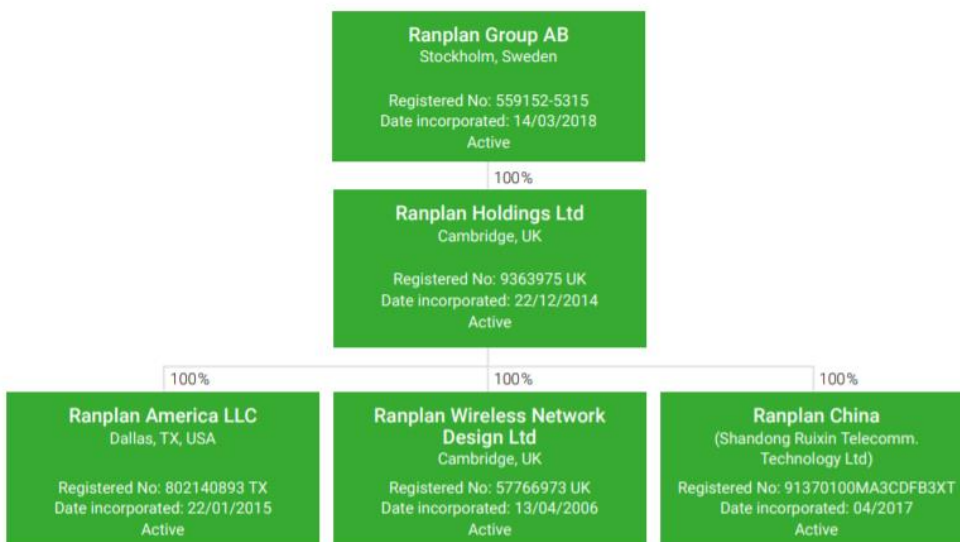 Ranplan Group AB
Stockholm, Sweden
Registered No: 559152-5315
Date incorporated: 14/03/2018
Active
100%
Ranplan Holdings Ltd
Cambridge, UK
Registered No: 9363975 UK
Date incorporated: 22/12/2014
Active
100%
100%
100%
Ranplan America LLC
Dallas, TX, USA
Registered No: 802140893 TX
Date incorporated: 22/01/2015
Active
Ranplan Wireless Network
Design Ltd
Cambridge, UK
Registered No: 57766973 UK
Date incorporated: 13/04/2006
Active
Ranplan China
(Shandong Ruixin Telecomm.
Technology Ltd)
Registered No: 91370100MA3CDFB3XT
Date incorporated: 04/2017
Active